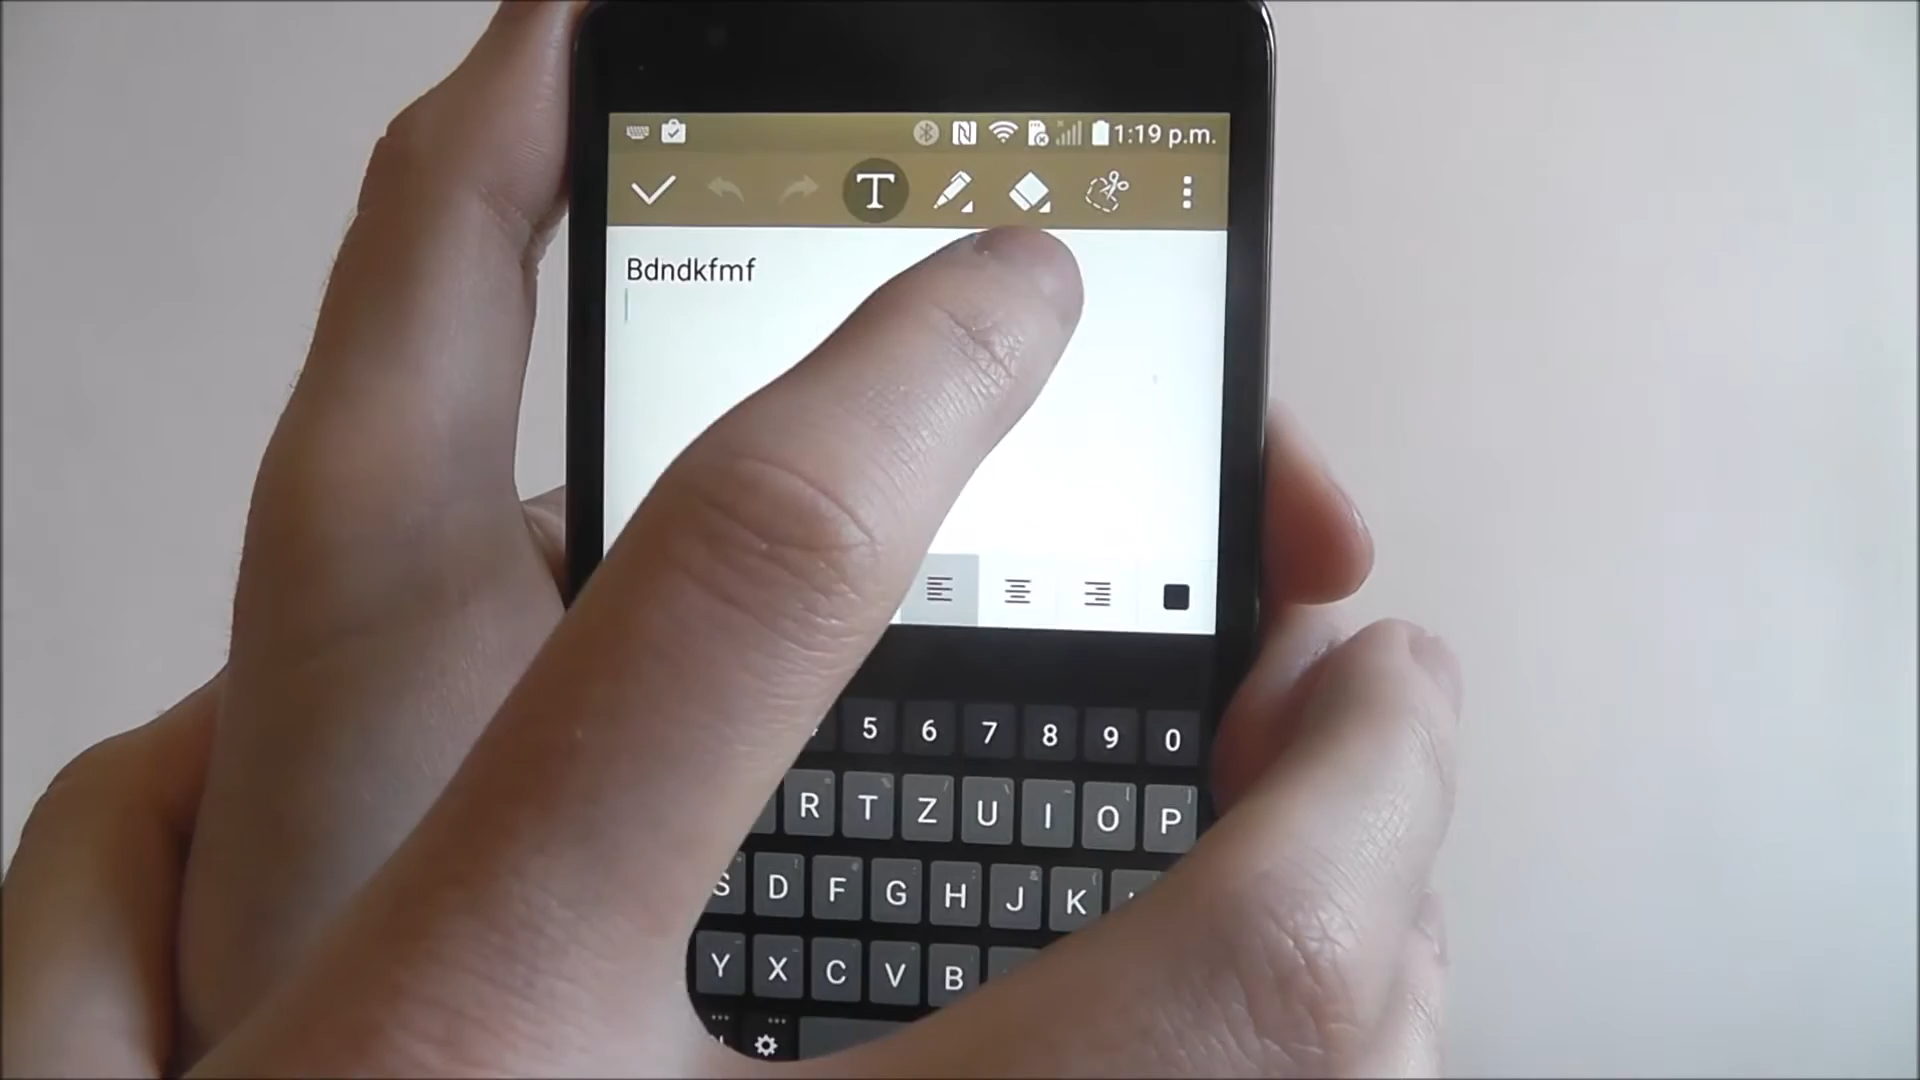 1:19 p.m.
T
Bdndkfmf
5 6 7 8 9 0
R T Z U I O P
S D F G H J K
Y X C V B